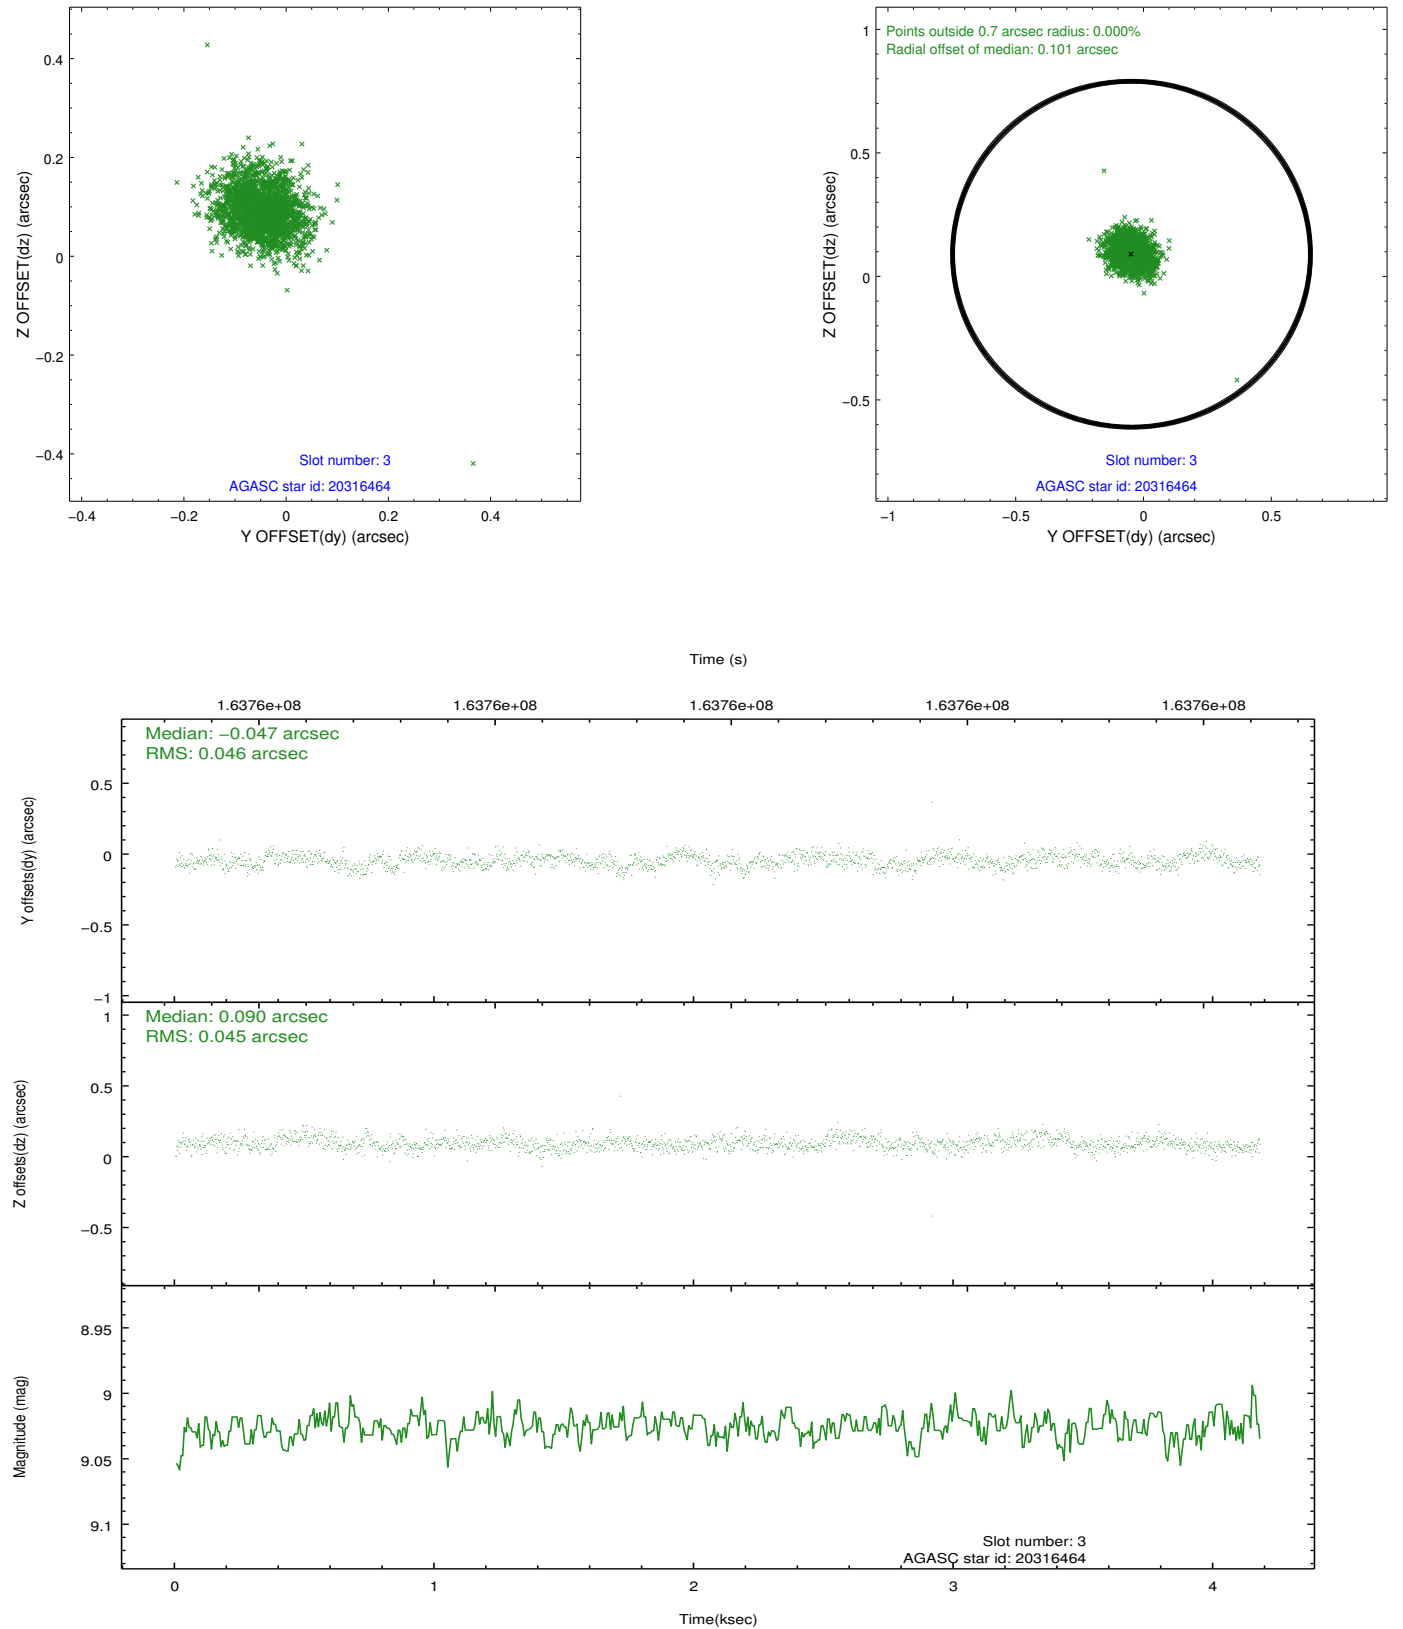 0.4
0.2
0
−0.2
−0.4
Z OFFSET(dz) (arcsec)
Slot number: 3
AGASC star id: 20316464
−0.4 −0.2 0 0.2 0.4
Y OFFSET(dy) (arcsec)
Points outside 0.7 arcsec radius: 0.000%
Radial offset of median: 0.101 arcsec
1
0.5
0
−0.5
Z OFFSET(dz) (arcsec)
Slot number: 3
AGASC star id: 20316464
−1 −0.5 0 0.5
Y OFFSET(dy) (arcsec)
Time (s)
1.6376e+08 1.6376e+08 1.6376e+08 1.6376e+08 1.6376e+08
Median: −0.047 arcsec
RMS: 0.046 arcsec
0.5
0
−0.5
−1
Y offsets(dy) (arcsec)
Median: 0.090 arcsec
RMS: 0.045 arcsec
1
0.5
0
−0.5
Z offsets(dz) (arcsec)
8.95
9
9.05
9.1
Magnitude (mag)
Slot number: 3
AGASC star id: 20316464
0 1 2 3 4
Time(ksec)